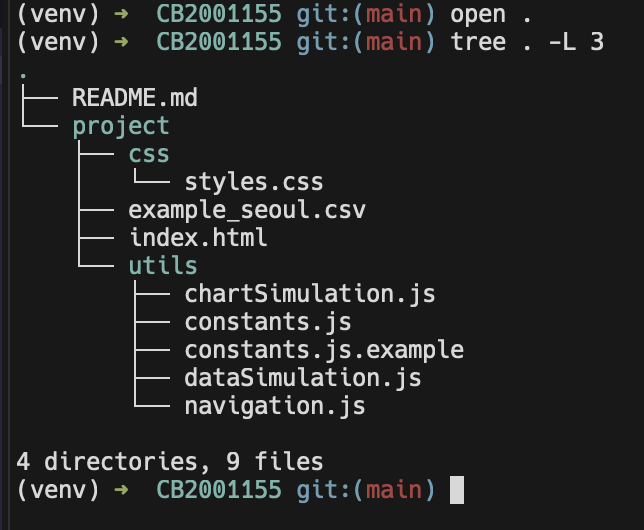 (venv) ➜  CB2001155 git:(main) open .
(venv) ➜  CB2001155 git:(main) tree . -L 3
.
├── README.md
└── project
    ├── css
    │   └── styles.css
    ├── example_seoul.csv
    ├── index.html
    └── utils
        ├── chartSimulation.js
        ├── constants.js
        ├── constants.js.example
        ├── dataSimulation.js
        └── navigation.js

4 directories, 9 files
(venv) ➜  CB2001155 git:(main)